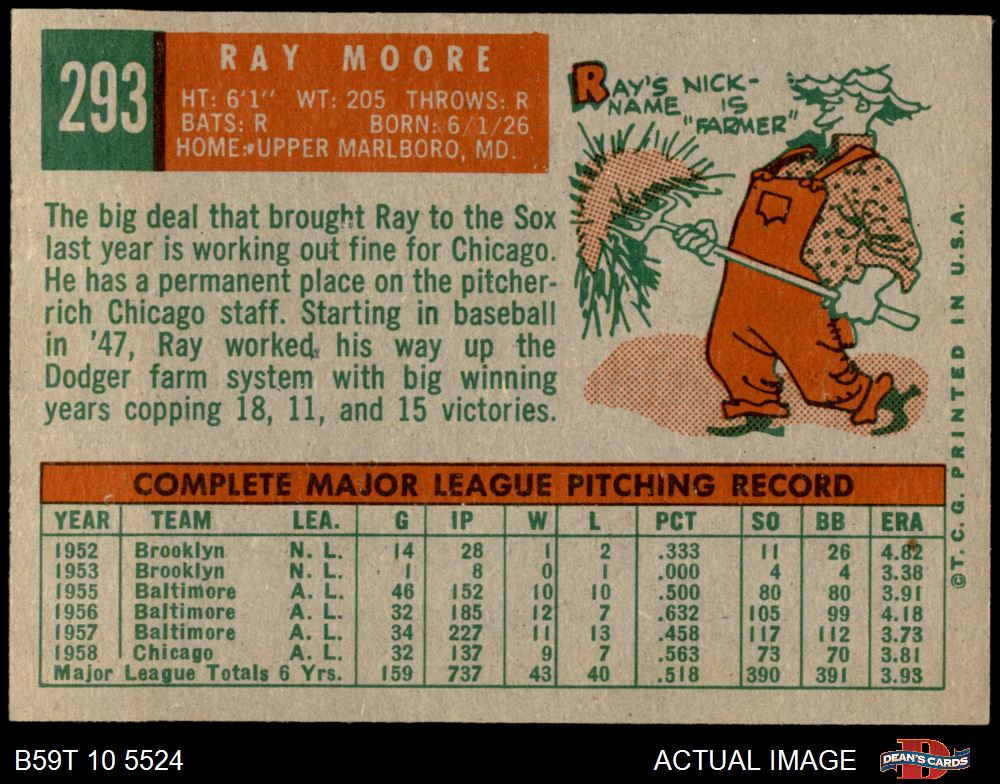 293
RAY MOORE
HT: 6'1" WT: 205 THROWS: R
BATS: R BORN: 6/1/26
HOME: UPPER MARLBORO, MD.
RAY'S NICK-
NAME IS
"FARMER"
The big deal that brought Ray to the Sox
last year is working out fine for Chicago.
He has a permanent place on the pitcher-
rich Chicago staff. Starting in baseball
in '47, Ray worked his way up the
Dodger farm system with big winning
years copping 18, 11, and 15 victories.
COMPLETE MAJOR LEAGUE PITCHING RECORD
YEAR TEAM LEA. G IP W L PCT SO BB ERA
1952 Brooklyn N. L. 14 28 1 2 .333 11 26 4.82
1953 Brooklyn N. L. 1 8 0 1 .000 4 4 3.38
1955 Baltimore A. L. 46 152 10 10 .500 80 80 3.91
1956 Baltimore A. L. 32 185 12 7 .632 105 99 4.18
1957 Baltimore A. L. 34 227 11 13 .458 117 112 3.73
1958 Chicago A. L. 32 137 9 7 .563 73 70 3.81
Major League Totals 6 Yrs. 159 737 43 40 .518 390 391 3.93
©T. C. G. PRINTED IN U.S.A.
B59T 10 5524
ACTUAL IMAGE
DEAN'S CARDS